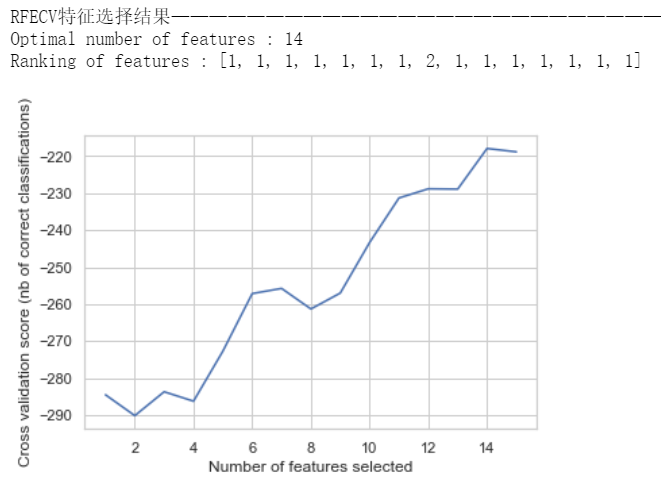 RFECV特征选择结果——————————————————————————————
Optimal number of features : 14
Ranking of features : [1, 1, 1, 1, 1, 1, 1, 2, 1, 1, 1, 1, 1, 1, 1]
Cross validation score (nb of correct classifications)
−220
−230
−240
−250
−260
−270
−280
−290
2 4 6 8 10 12 14
Number of features selected